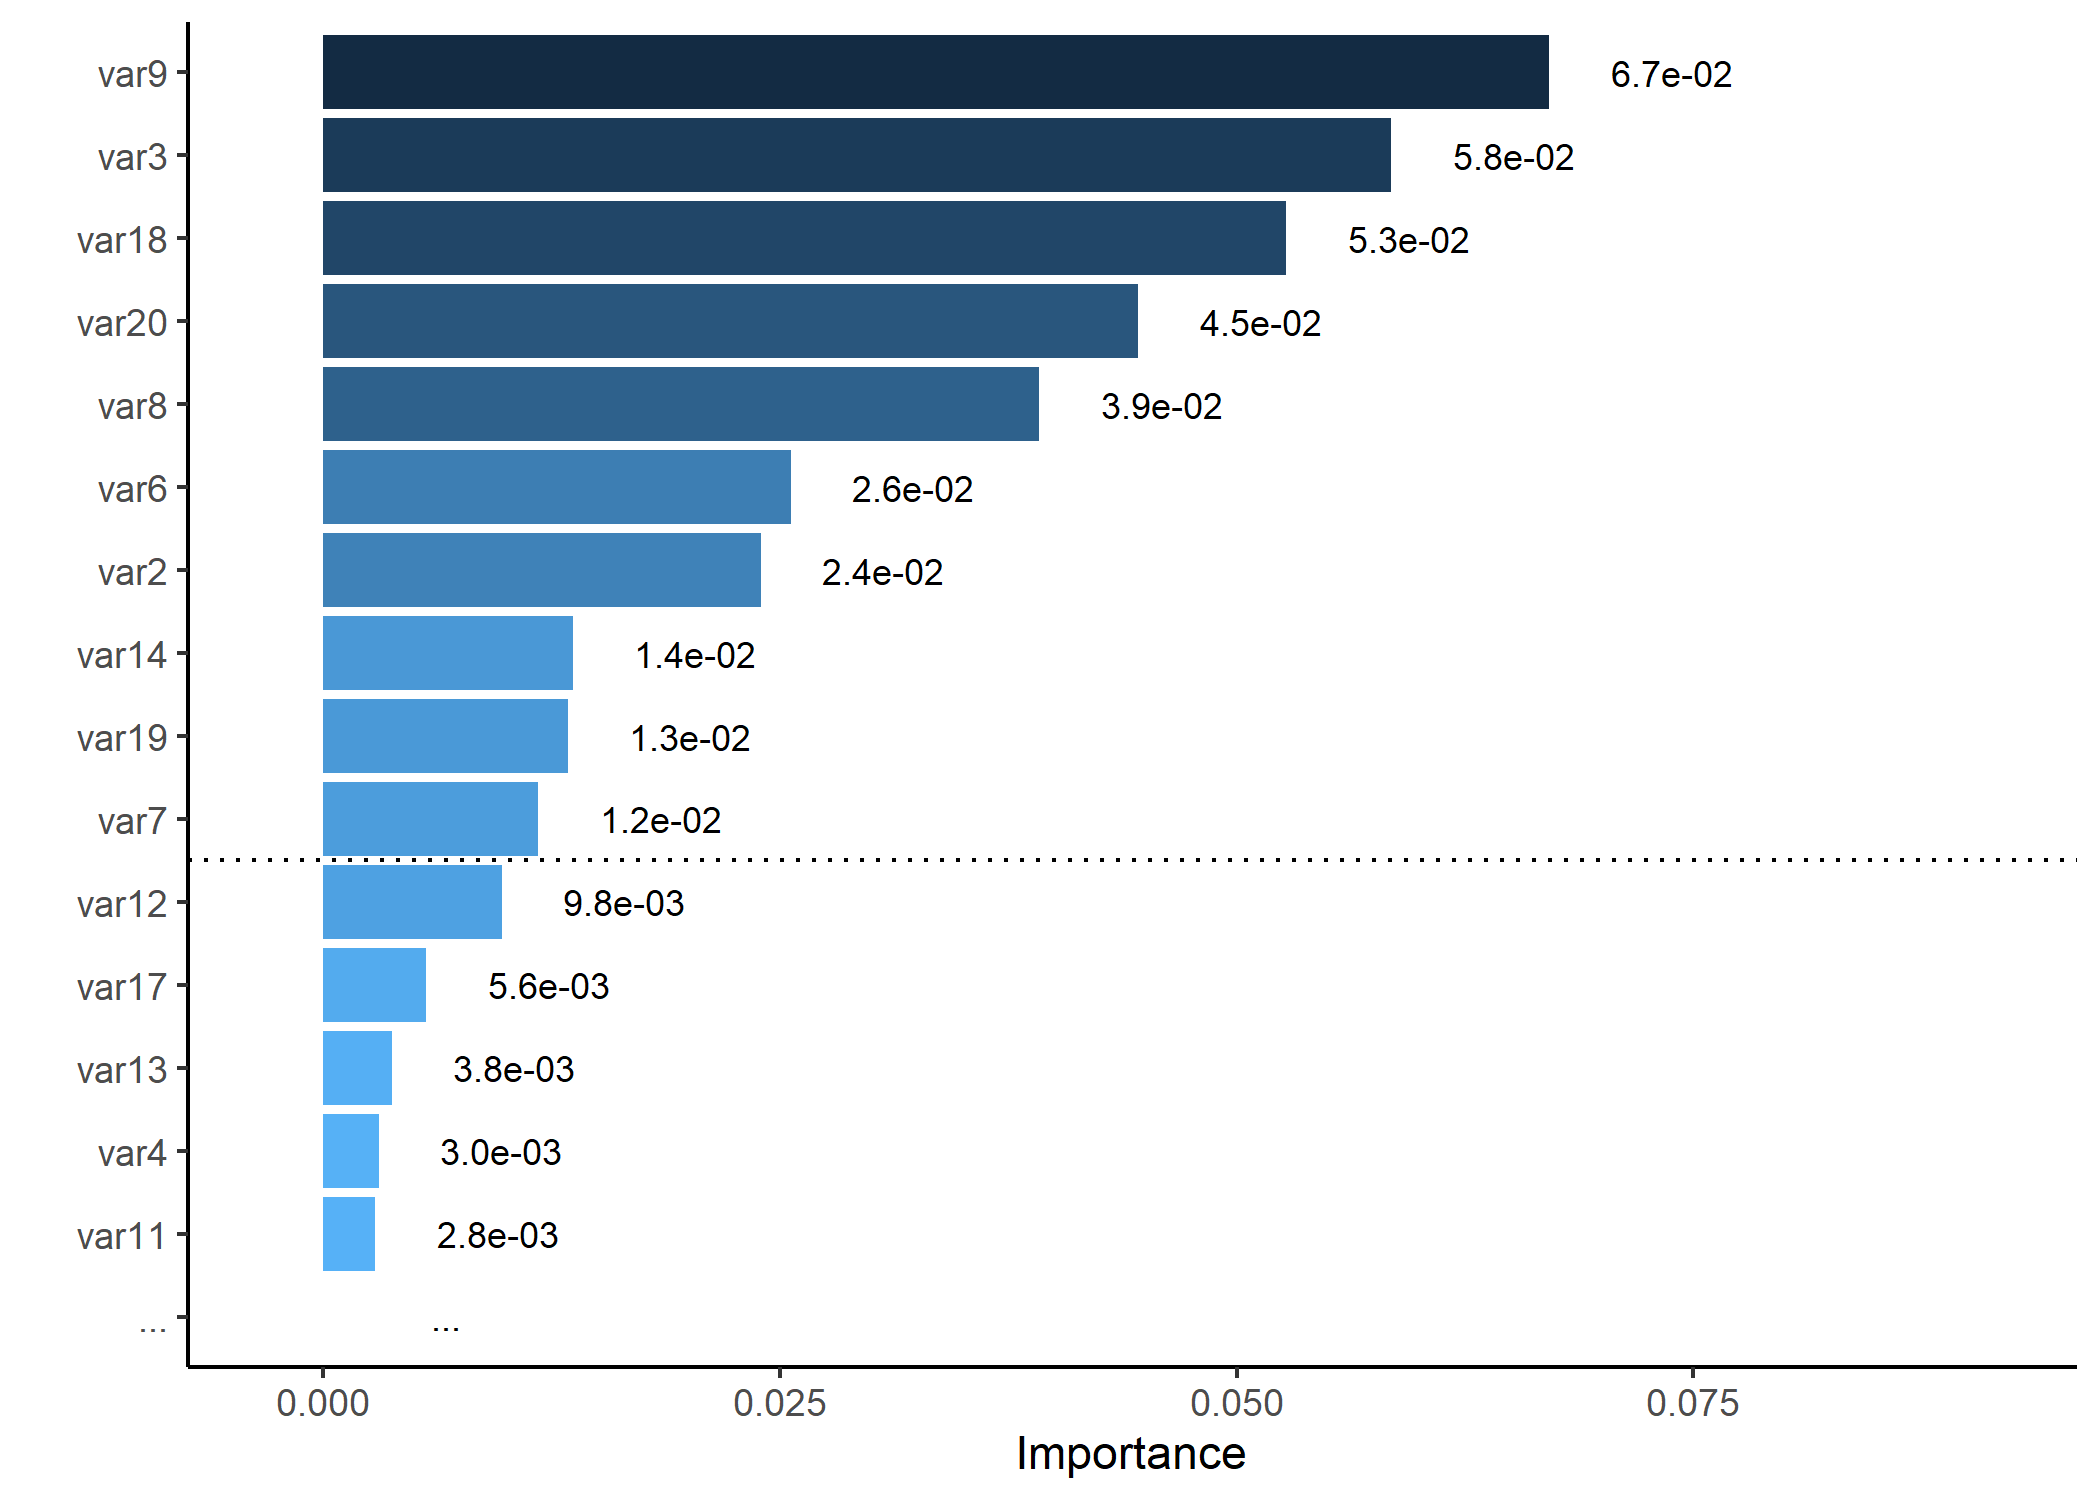 var9 6.7e-02
var3 5.8e-02
var18 5.3e-02
var20 4.5e-02
var8 3.9e-02
var6 2.6e-02
var2 2.4e-02
var14 1.4e-02
var19 1.3e-02
var7 1.2e-02
var12 9.8e-03
var17 5.6e-03
var13 3.8e-03
var4 3.0e-03
var11 2.8e-03
... ...
0.000 0.025 0.050 0.075
Importance